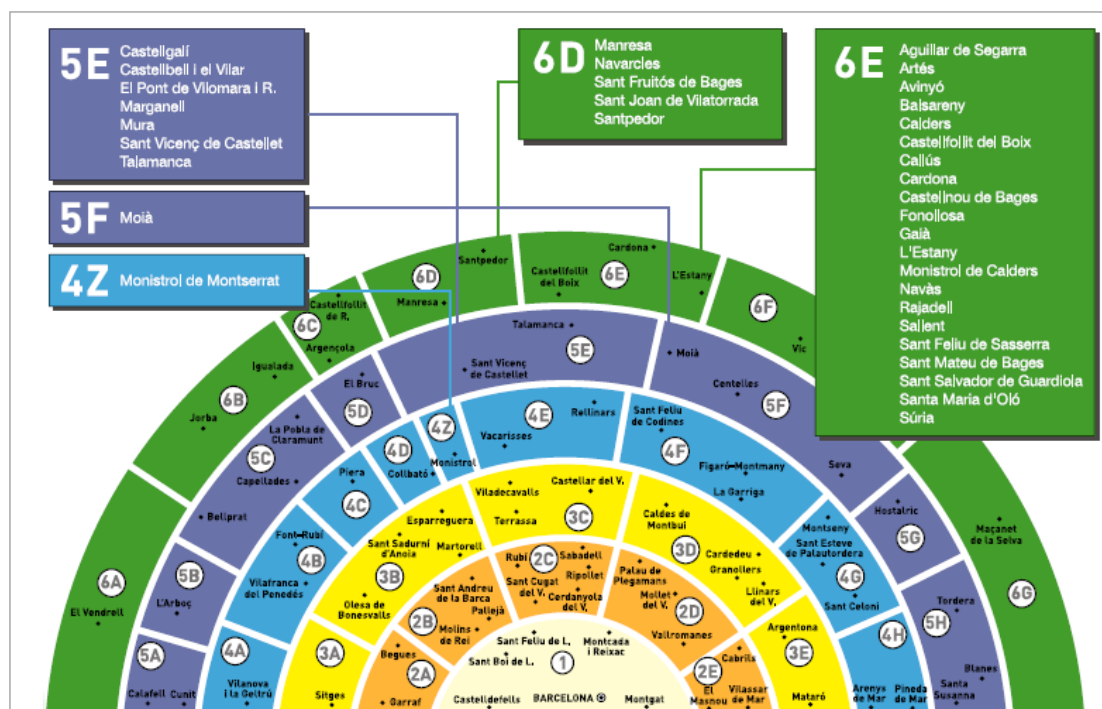 5E
Castellgalí
Castellbell i el Vilar
El Pont de Vilomara i R.
Marganell
Mura
Sant Vicenç de Castellet
Talamanca
5F
Moià
4Z
Monistrol de Montserrat
6D
Manresa
Navarcles
Sant Fruitós de Bages
Sant Joan de Vilatorrada
Santpedor
6E
Aguillar de Segarra
Artés
Avinyó
Balsareny
Calders
Castellfollit del Boix
Callús
Cardona
Castellnou de Bages
Fonollosa
Gaià
L'Estany
Monistrol de Calders
Navàs
Rajadell
Sallent
Sant Feliu de Sasserra
Sant Mateu de Bages
Sant Salvador de Guardiola
Santa Maria d'Oló
Súria
6A
El Vendrell
6B
Igualada
Jorba
6C
Castellfollit
de R.
Argençola
6D
Santpedor
Manresa
6E
Cardona
Castellfollit
del Boix
L'Estany
6F
Vic
6G
Maçanet
de la Selva
5A
Calafell
Cunit
5B
L'Arboç
5C
La Pobla de
Claramunt
Capellades
Bellprat
5D
El Bruc
5E
Talamanca
Sant Vicenç
de Castellet
5F
Moià
Centelles
Seva
5G
Hostalric
5H
Tordera
Blanes
Santa
Susanna
4A
Vilanova
i la Geltrú
4B
Font-Rubí
Vilafranca
del Penedés
4C
Piera
4D
Collbató
4Z
Monistrol
4E
Rellinars
Vacarisses
4F
Sant Feliu
de Codines
Figaró-Montmany
La Garriga
4G
Montseny
Sant Esteve
de Palautordera
Sant Celoni
4H
Arenys
de Mar
Pineda
de Mar
3A
Sitges
3B
Esparreguera
Sant Sadurní
d'Anoia
Martorell
Olesa de
Bonesvalls
3C
Viladecavalls
Castellar del V.
Terrassa
3D
Caldes de
Montbui
Cardedeu
Granollers
Llinars
del V.
3E
Argentona
Mataró
2A
Begues
Garraf
2B
Sant Andreu
de la Barca
Pallejà
Molins
de Rei
2C
Rubí
Sabadell
Ripollet
Sant Cugat
del V.
Cerdanyola
del V.
2D
Palau de
Plegamans
Mollet
del V.
Vallromanes
2E
Cabrils
El
Masnou
Vilassar
de Mar
1
Sant Feliu de L.
Montcada
i Reixac
Sant Boi de L.
Castelldefels
BARCELONA
Montgat